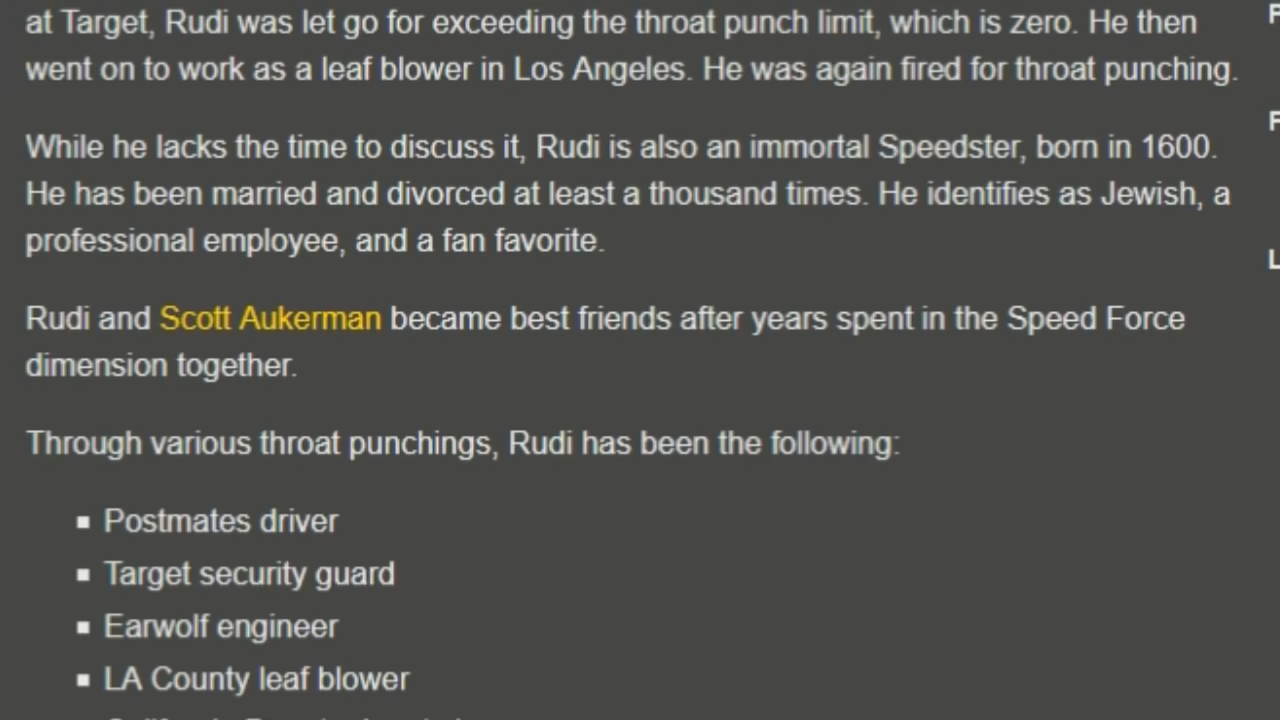 at Target, Rudi was let go for exceeding the throat punch limit, which is zero. He then
went on to work as a leaf blower in Los Angeles. He was again fired for throat punching.
While he lacks the time to discuss it, Rudi is also an immortal Speedster, born in 1600.
He has been married and divorced at least a thousand times. He identifies as Jewish, a
professional employee, and a fan favorite.
Rudi and Scott Aukerman became best friends after years spent in the Speed Force
dimension together.
Through various throat punchings, Rudi has been the following:
▪ Postmates driver
▪ Target security guard
▪ Earwolf engineer
▪ LA County leaf blower